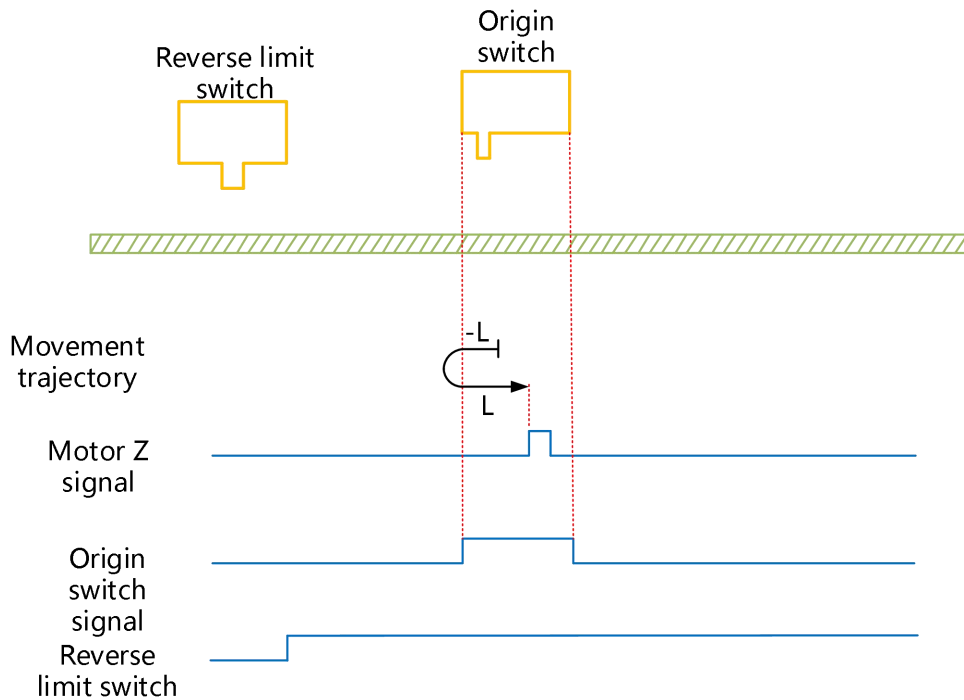 Origin
switch
Reverse limit
switch
-L
Movement
trajectory
L
Motor Z
signal
Origin
switch
signal
Reverse
limit switch